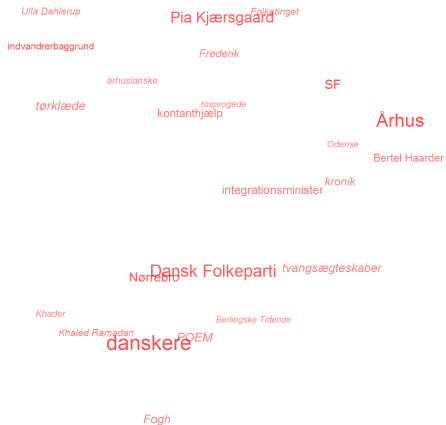 Ulla Dahlerup
Folketinget
Pia Kjærsgaard
indvandrerbaggrund
Frederik
århusianske
SF
tørklæde
tosprogede
kontanthjælp
Århus
Odense
Bertel Haarder
kronik
integrationsminister
tvangsægteskaber
Dansk Folkeparti
Nørrebro
Khader
Berlingske Tidende
Khaled Ramadan
POEM
danskere
Fogh